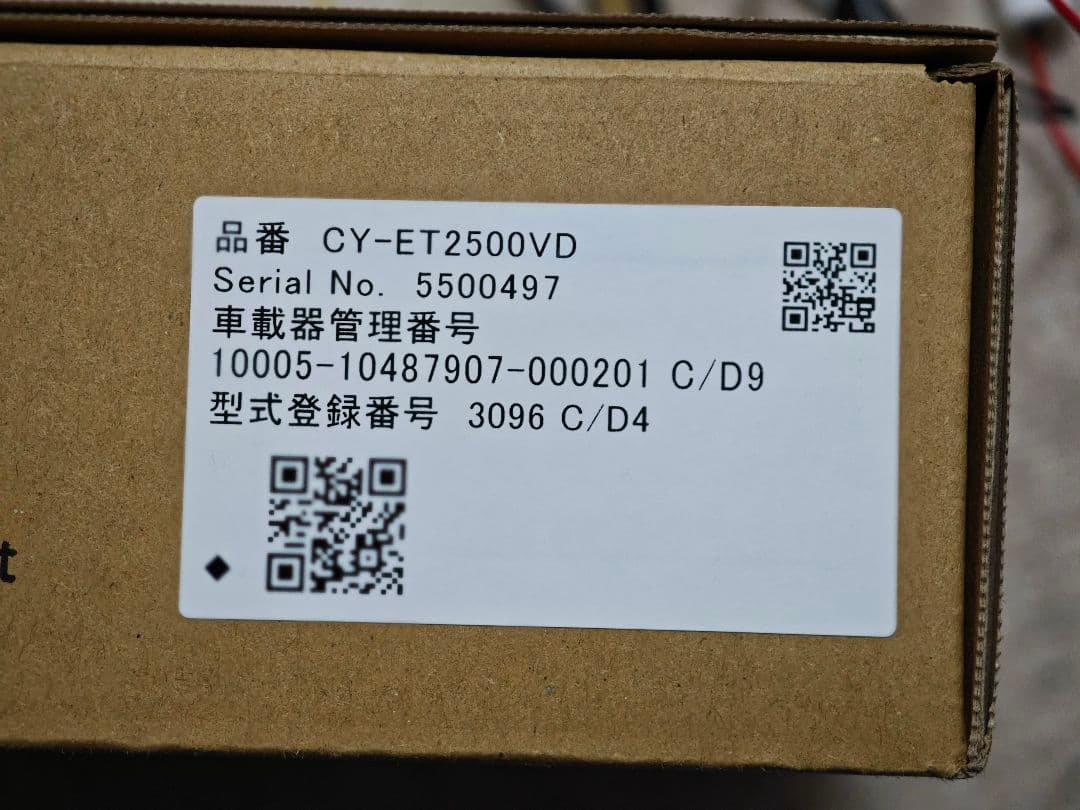 品番 CY-ET2500VD
Serial No. 5500497
車載器管理番号
10005-10487907-000201 C/D9
型式登録番号 3096 C/D4
t